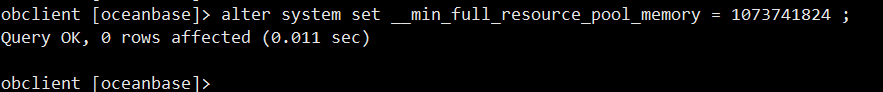 obclient [oceanbase]> alter system set __min_full_resource_pool_memory = 1073741824 ;
Query OK, 0 rows affected (0.011 sec)
obclient [oceanbase]>